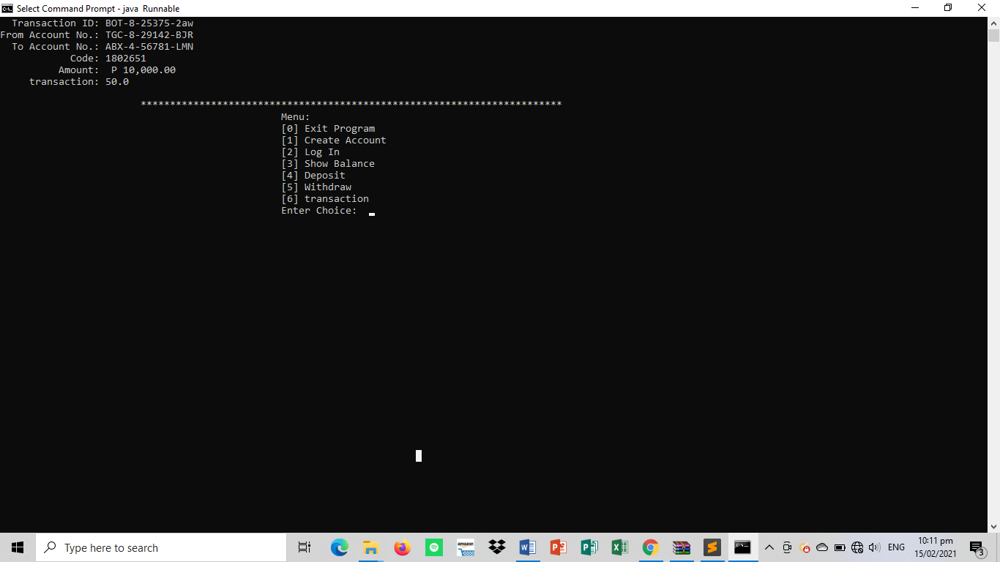 Select Command Prompt - java  Runnable
Transaction ID: BOT-8-25375-2aw
From Account No.: TGC-8-29142-BJR
To Account No.: ABX-4-56781-LMN
Code: 1802651
Amount:  P 10,000.00
transaction: 50.0
************************************************************************
Menu:
[0] Exit Program
[1] Create Account
[2] Log In
[3] Show Balance
[4] Deposit
[5] Withdraw
[6] transaction
Enter Choice:
Type here to search
amazon
ENG
10:11 pm
15/02/2021
3